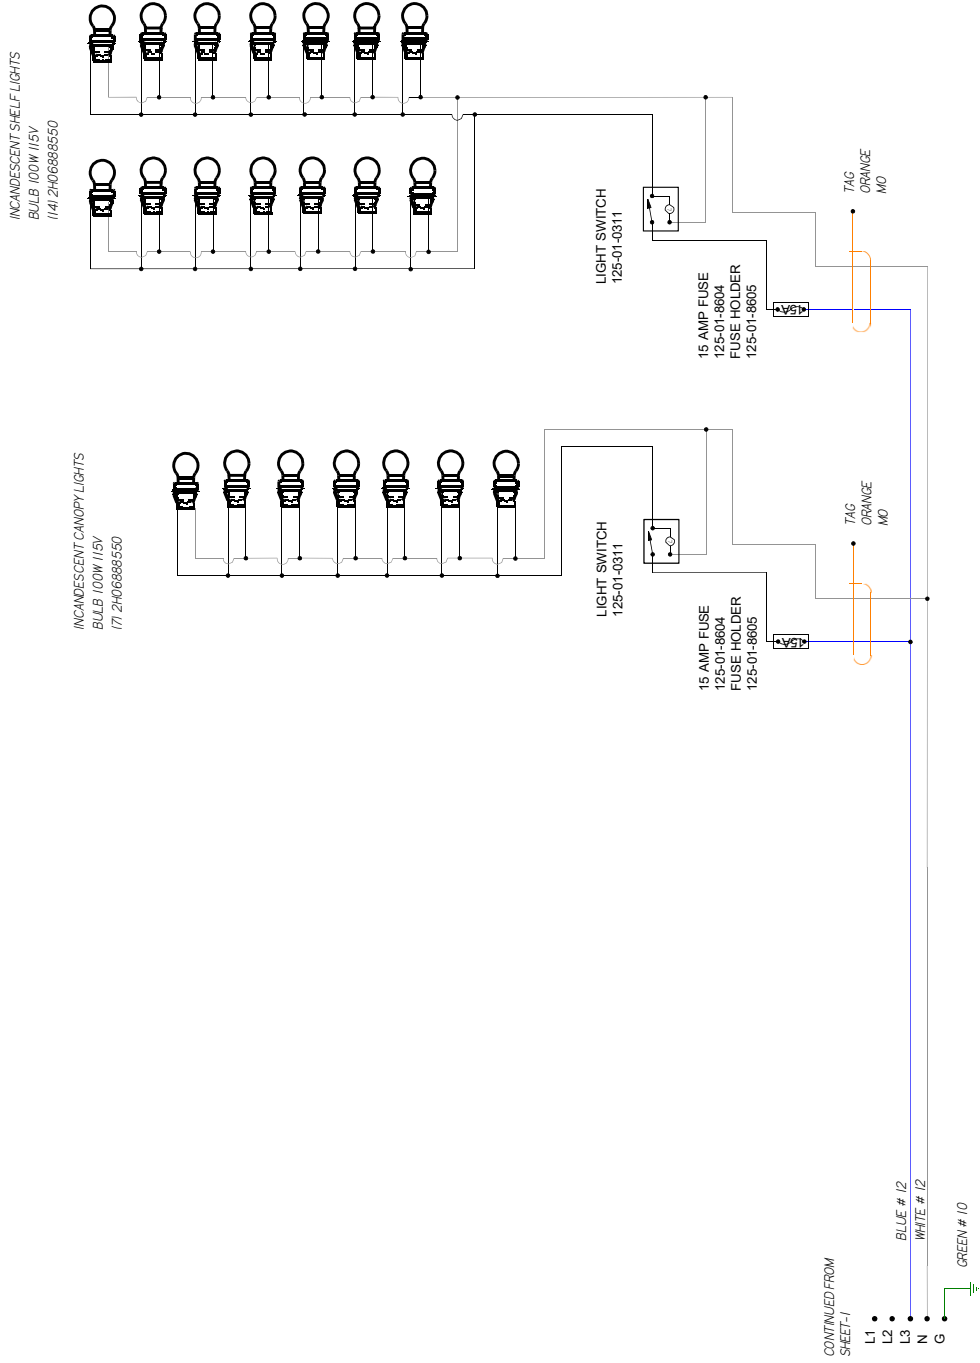 INCANDESCENT SHELF LIGHTS
BULB 100W 115V
(14) 2H06888550
LIGHT SWITCH
125-01-0311
15 AMP FUSE
125-01-8604
FUSE HOLDER
125-01-8605
15A
TAG
ORANGE
MO
INCANDESCENT CANOPY LIGHTS
BULB 100W 115V
(7) 2H06888550
LIGHT SWITCH
125-01-0311
15 AMP FUSE
125-01-8604
FUSE HOLDER
125-01-8605
15A
TAG
ORANGE
MO
CONTINUED FROM
SHEET-1
L1
L2
L3
N
G
BLUE # 12
WHITE # 12
GREEN # 10